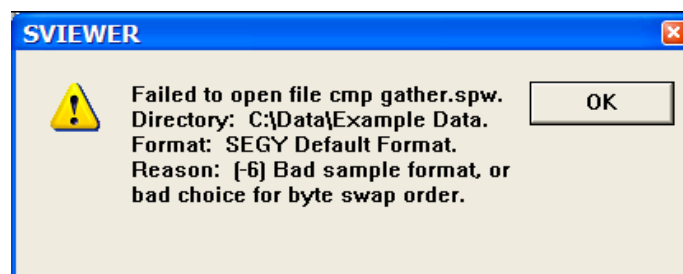 SVIEWER
Failed to open file cmp gather.spw.
Directory: C:\Data\Example Data.
Format: SEGY Default Format.
Reason: (-6) Bad sample format, or
bad choice for byte swap order.
OK